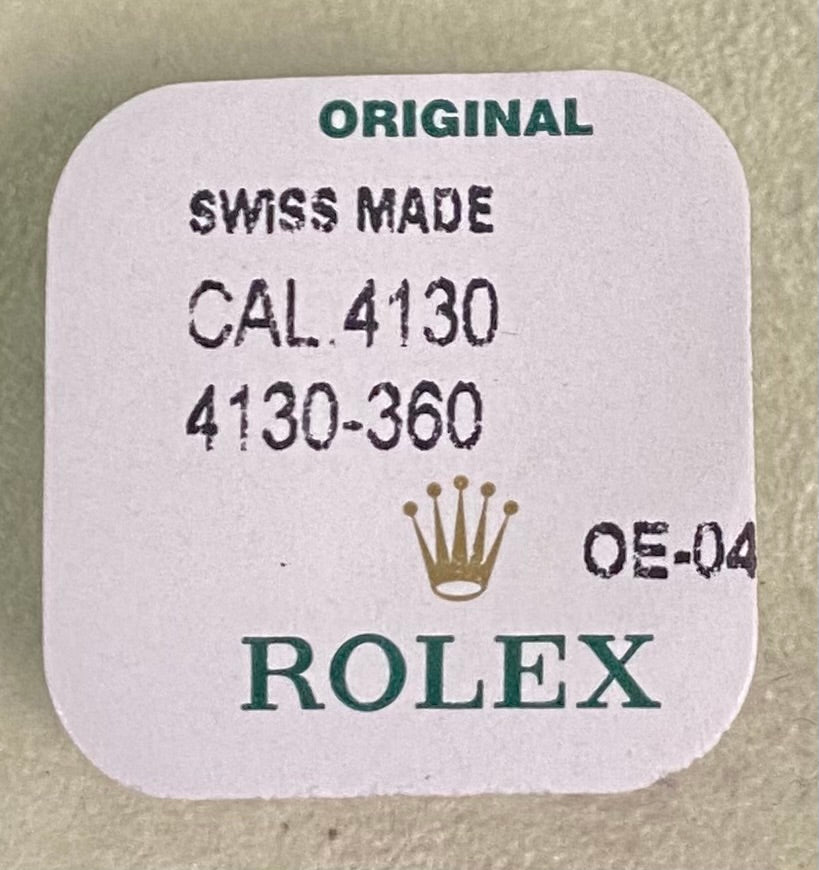 ORIGINAL
SWISS MADE
CAL.4130
4130-360
OE-04
ROLEX